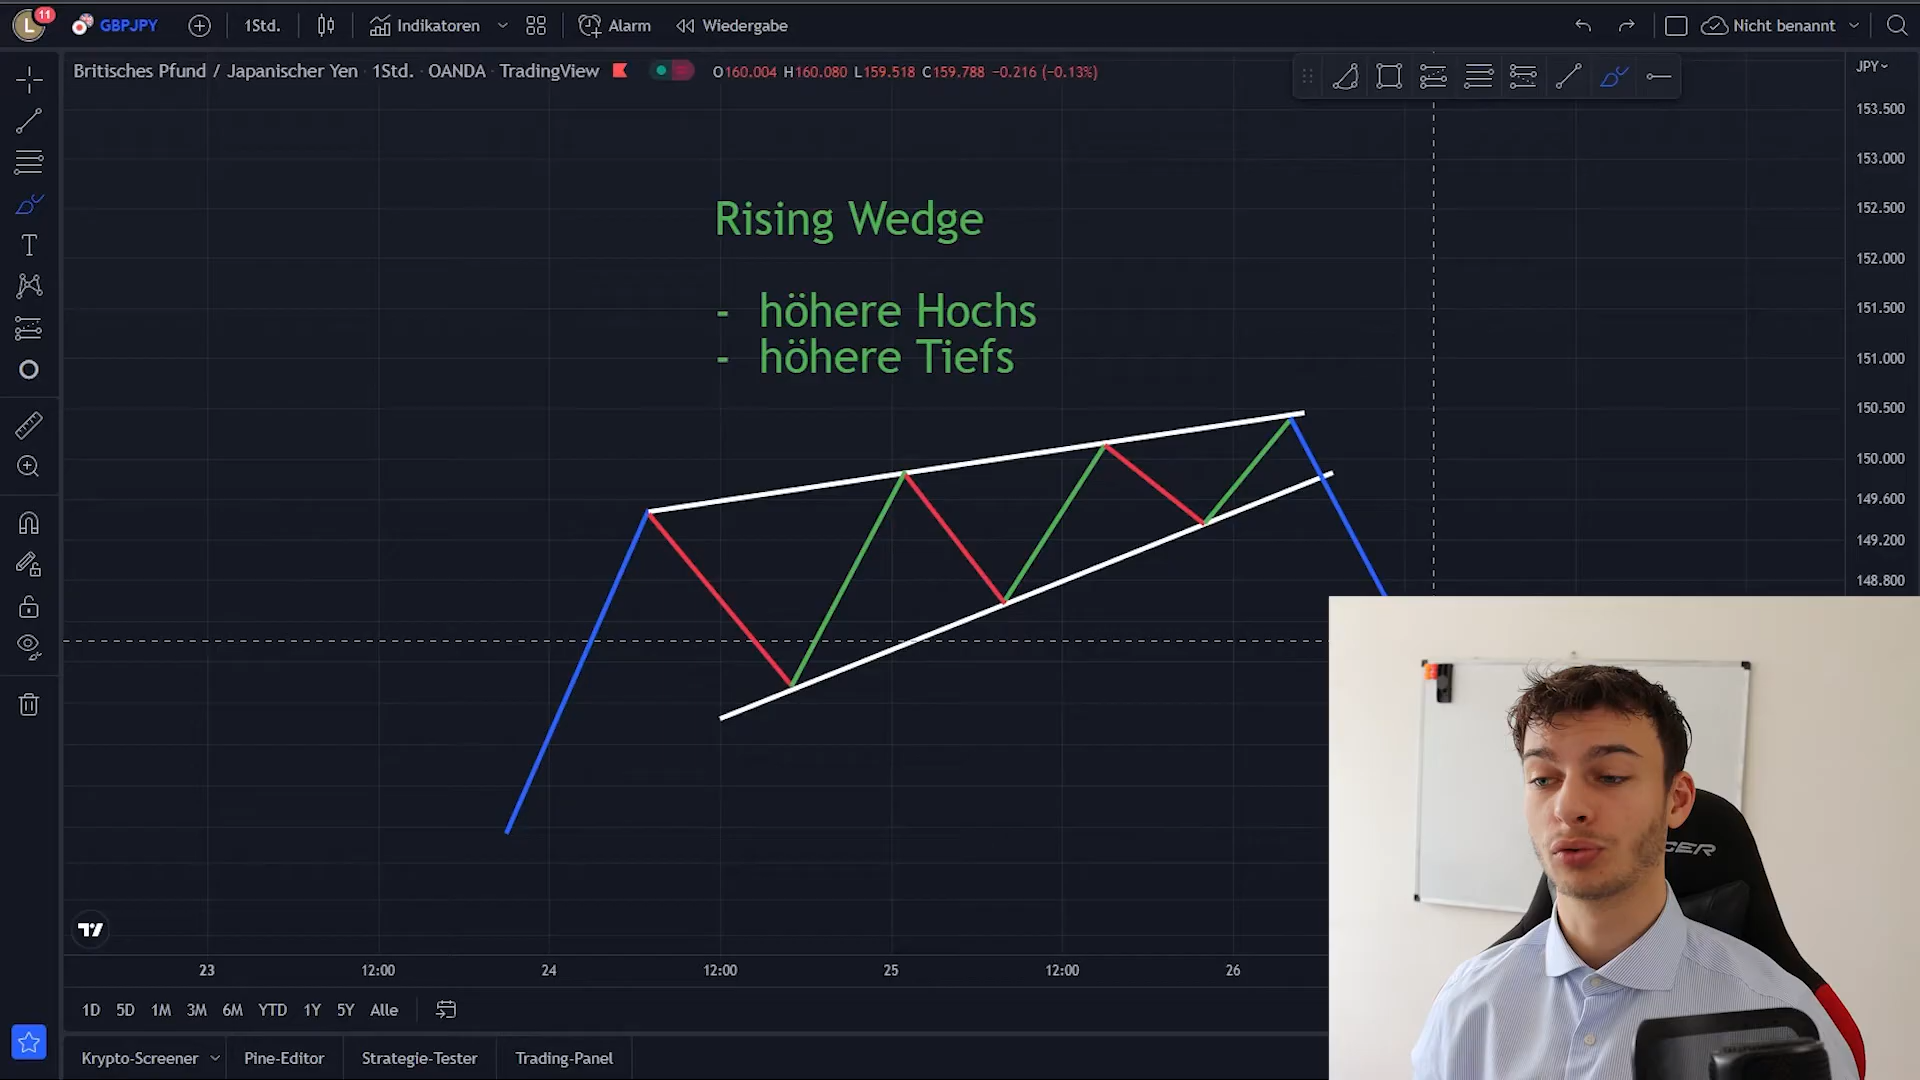 L
11
GBPJPY
1Std.
Indikatoren
Alarm
Wiedergabe
Nicht benannt
Britisches Pfund / Japanischer Yen · 1Std. · OANDA · TradingView
O160.004 H160.080 L159.518 C159.788 −0.216 (−0.13%)
JPY
153.500
153.000
152.500
152.000
151.500
151.000
150.500
150.000
149.600
149.200
148.800
Rising Wedge
- höhere Hochs
- höhere Tiefs
23
12:00
24
12:00
25
12:00
26
1D
5D
1M
3M
6M
YTD
1Y
5Y
Alle
Krypto-Screener
Pine-Editor
Strategie-Tester
Trading-Panel